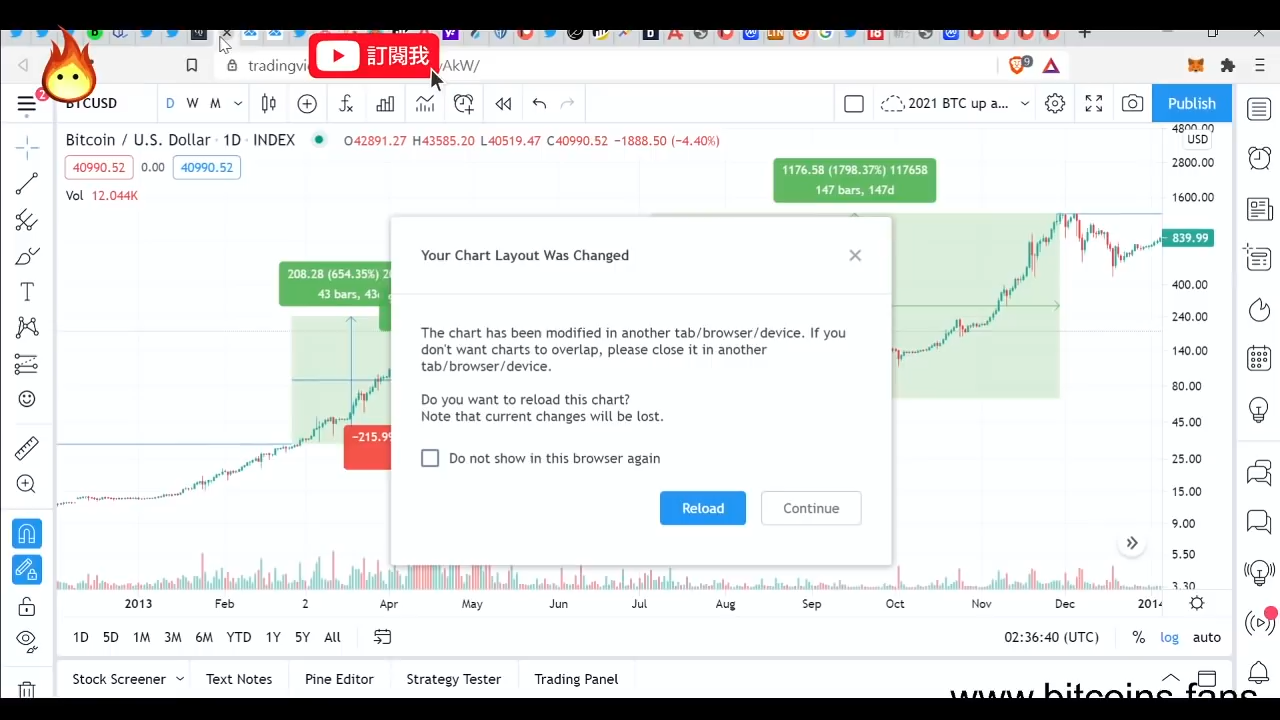 訂閱我
tradingvi
AkW/
9
2
BTCUSD
D W M
2021 BTC up a...
Publish
Bitcoin / U.S. Dollar · 1D · INDEX
O42891.27 H43585.20 L40519.47 C40990.52 −1888.50 (−4.40%)
40990.52 0.00 40990.52
Vol 12.044K
USD
4800.00
2800.00
1600.00
839.99
400.00
240.00
140.00
80.00
45.00
25.00
15.00
9.00
5.50
3.30
1176.58 (1798.37%) 117658
147 bars, 147d
208.28 (654.35%)
43 bars,
−215.99
Your Chart Layout Was Changed
The chart has been modified in another tab/browser/device. If you
don't want charts to overlap, please close it in another
tab/browser/device.
Do you want to reload this chart?
Note that current changes will be lost.
Do not show in this browser again
Reload
Continue
2013 Feb 2 Apr May Jun Jul Aug Sep Oct Nov Dec 2014
1D 5D 1M 3M 6M YTD 1Y 5Y All
02:36:40 (UTC) % log auto
Stock Screener Text Notes Pine Editor Strategy Tester Trading Panel
www.bitcoins.fans